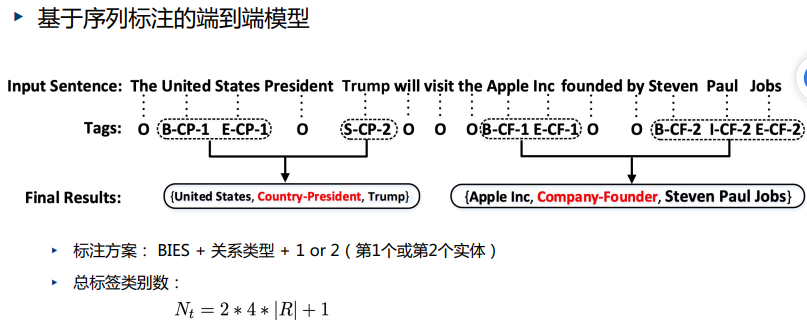 基于序列标注的端到端模型
Input Sentence: The United States President Trump will visit the Apple Inc founded by Steven Paul Jobs
Tags: O B-CP-1 E-CP-1 O S-CP-2 O O O B-CF-1 E-CF-1 O O B-CF-2 I-CF-2 E-CF-2
Final Results: {United States, Country-President, Trump} {Apple Inc, Company-Founder, Steven Paul Jobs}
标注方案： BIES + 关系类型 + 1 or 2（第1个或第2个实体）
总标签类别数：
N_t = 2 * 4 * |R| + 1